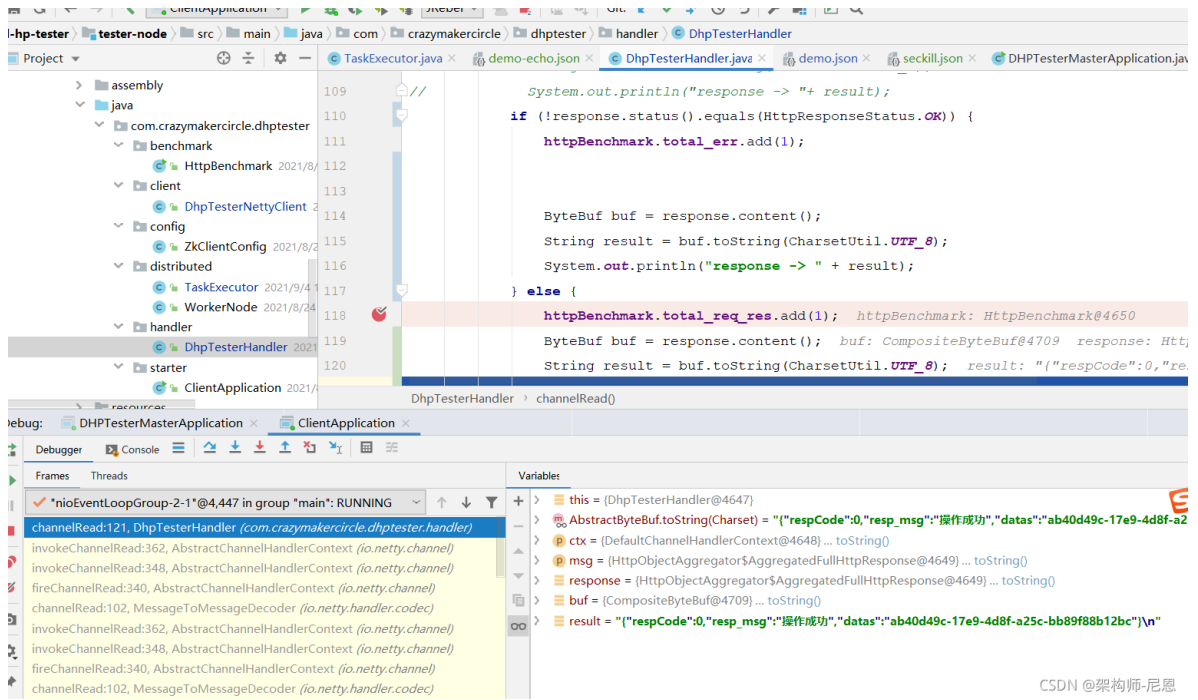 ClientApplication
JRebel
Git:
l-hp-tester tester-node src main java com crazymakercircle dhptester handler DhpTesterHandler
Project
TaskExecutor.java demo-echo.json DhpTesterHandler.java demo.json seckill.json DHPTesterMasterApplication.jav
assembly
java
com.crazymakercircle.dhptester
benchmark
HttpBenchmark 2021/8/
client
DhpTesterNettyClient 2
config
ZkClientConfig 2021/8/2
distributed
TaskExecutor 2021/9/4 1
WorkerNode 2021/8/24
handler
DhpTesterHandler 2021
starter
ClientApplication 2021/
resources
109 // System.out.println("response -> "+ result);
110 if (!response.status().equals(HttpResponseStatus.OK)) {
111 httpBenchmark.total_err.add(1);
112
113
114 ByteBuf buf = response.content();
115 String result = buf.toString(CharsetUtil.UTF_8);
116 System.out.println("response -> " + result);
117 } else {
118 httpBenchmark.total_req_res.add(1); httpBenchmark: HttpBenchmark@4650
119 ByteBuf buf = response.content(); buf: CompositeByteBuf@4709 response: Htt
120 String result = buf.toString(CharsetUtil.UTF_8); result: "{"respCode":0,"res
DhpTesterHandler channelRead()
Debug: DHPTesterMasterApplication ClientApplication
Debugger Console
Frames Threads
"nioEventLoopGroup-2-1"@4,447 in group "main": RUNNING
channelRead:121, DhpTesterHandler (com.crazymakercircle.dhptester.handler)
invokeChannelRead:362, AbstractChannelHandlerContext (io.netty.channel)
invokeChannelRead:348, AbstractChannelHandlerContext (io.netty.channel)
fireChannelRead:340, AbstractChannelHandlerContext (io.netty.channel)
channelRead:102, MessageToMessageDecoder (io.netty.handler.codec)
invokeChannelRead:362, AbstractChannelHandlerContext (io.netty.channel)
invokeChannelRead:348, AbstractChannelHandlerContext (io.netty.channel)
fireChannelRead:340, AbstractChannelHandlerContext (io.netty.channel)
channelRead:102, MessageToMessageDecoder (io.netty.handler.codec)
Variables
this = {DhpTesterHandler@4647}
AbstractByteBuf.toString(Charset) = "{"respCode":0,"resp_msg":"操作成功","datas":"ab40d49c-17e9-4d8f-a2
ctx = {DefaultChannelHandlerContext@4648} ... toString()
msg = {HttpObjectAggregator$AggregatedFullHttpResponse@4649} ... toString()
response = {HttpObjectAggregator$AggregatedFullHttpResponse@4649} ... toString()
buf = {CompositeByteBuf@4709} ... toString()
result = "{"respCode":0,"resp_msg":"操作成功","datas":"ab40d49c-17e9-4d8f-a25c-bb89f88b12bc"}\n"
CSDN @架构师-尼恩